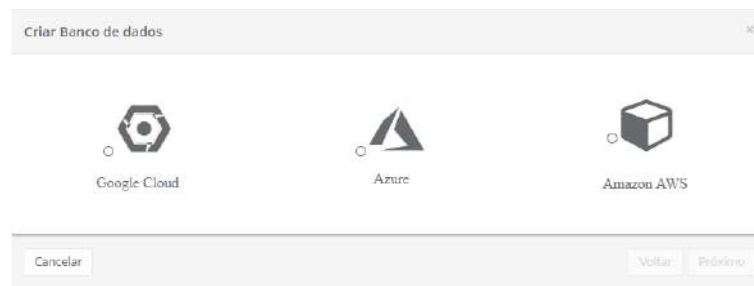 Criar Banco de dados
Google Cloud
Azure
Amazon AWS
Cancelar
Voltar
Próximo